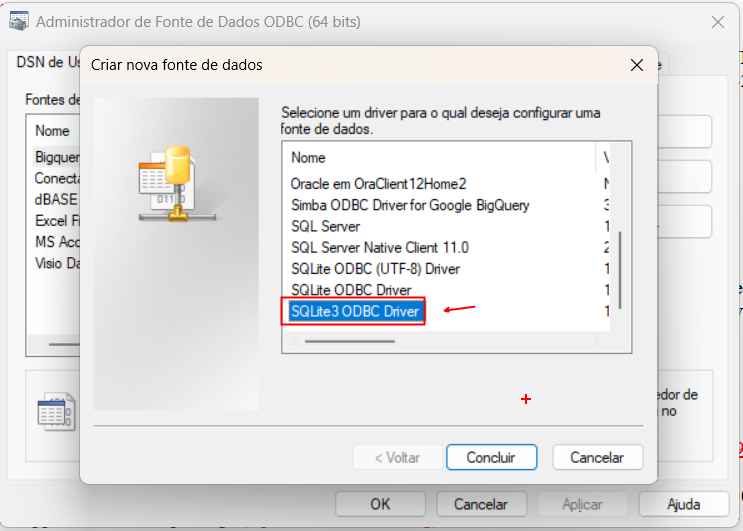 Administrador de Fonte de Dados ODBC (64 bits)
DSN de Us
Criar nova fonte de dados
Fontes de
Nome
Bigquer
Conecta
dBASE
Excel Fi
MS Acc
Visio Da
Selecione um driver para o qual deseja configurar uma
fonte de dados.
Nome
Oracle em OraClient12Home2
Simba ODBC Driver for Google BigQuery 3
SQL Server 1
SQL Server Native Client 11.0 2
SQLite ODBC (UTF-8) Driver 1
SQLite ODBC Driver 1
SQLite3 ODBC Driver 1
edor de
no
< Voltar Concluir Cancelar
OK Cancelar Aplicar Ajuda